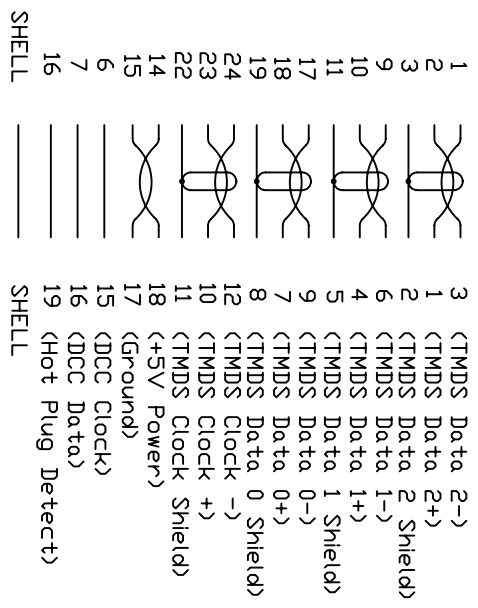 1 3 (TMDS Data 2-)
2 1 (TMDS Data 2+)
3 2 (TMDS Data 2 Shield)
9 6 (TMDS Data 1-)
10 4 (TMDS Data 1+)
11 5 (TMDS Data 1 Shield)
17 9 (TMDS Data 0-)
18 7 (TMDS Data 0+)
19 8 (TMDS Data 0 Shield)
24 12 (TMDS Clock -)
23 10 (TMDS Clock +)
22 11 (TMDS Clock Shield)
14 18 (+5V Power)
15 17 (Ground)
6 15 (DCC Clock)
7 16 (DCC Data)
16 19 (Hot Plug Detect)
SHELL SHELL